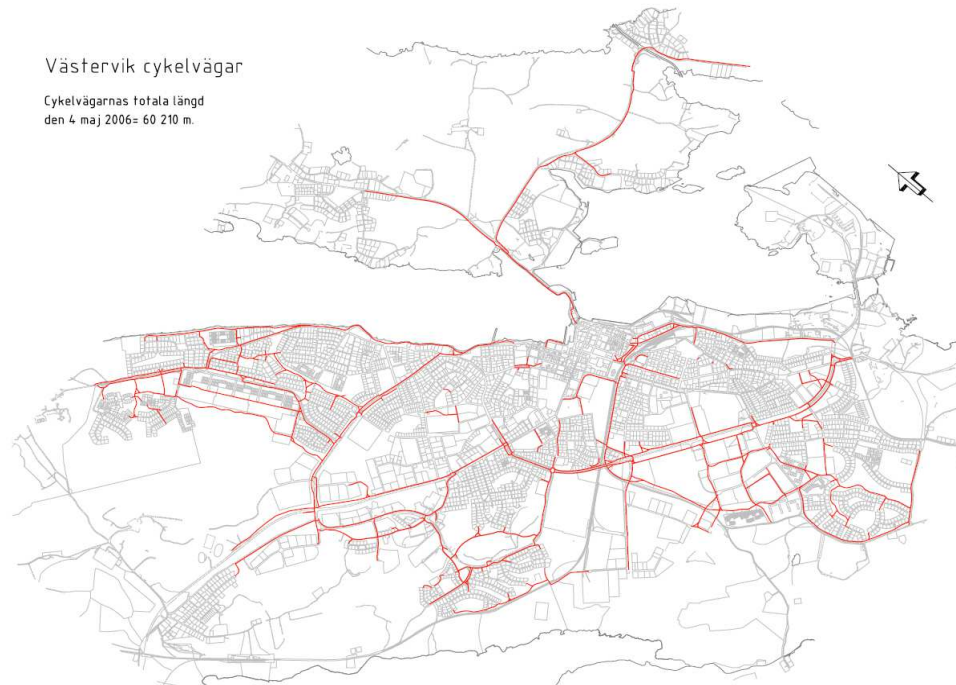 Västervik cykelvägar
Cykelvägarnas totala längd
den 4 maj 2006= 60 210 m.